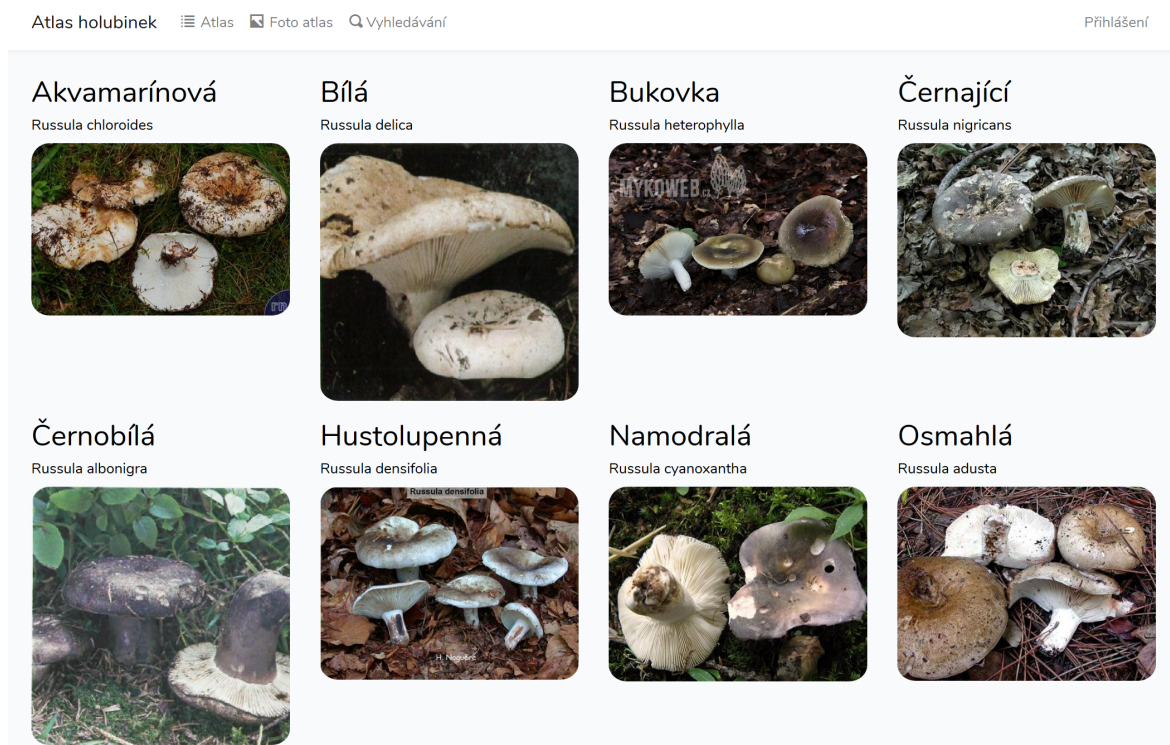 Atlas holubinek Atlas Foto atlas Vyhledávání Přihlášení
Akvamarínová
Russula chloroides
Bílá
Russula delica
Bukovka
Russula heterophylla
MYKOWEB.cz
Černající
Russula nigricans
Černobílá
Russula albonigra
Hustolupenná
Russula densifolia
Russula densifolia
Namodralá
Russula cyanoxantha
Osmahlá
Russula adusta